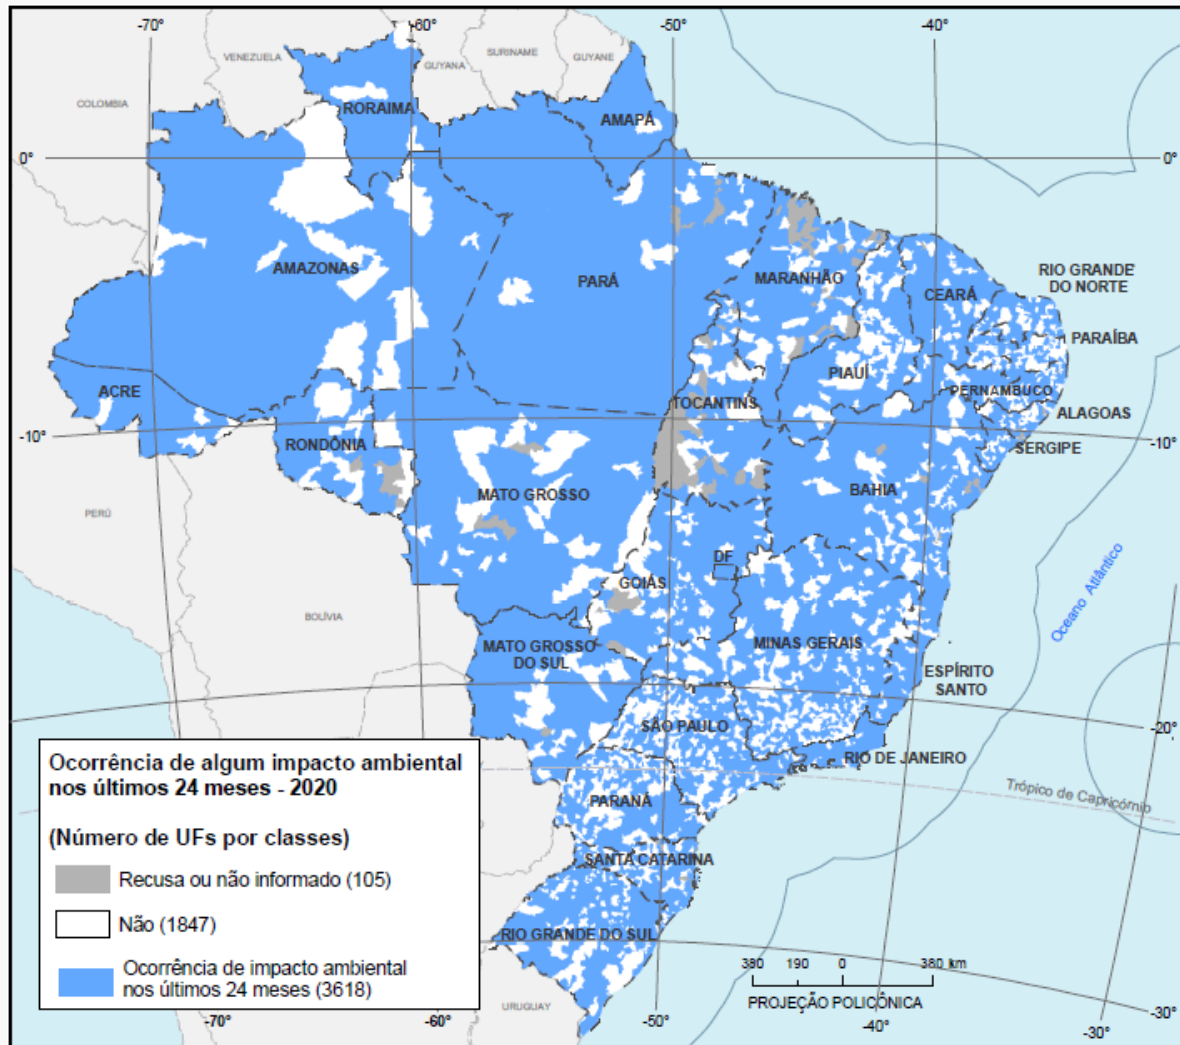 -70°
-60°
-50°
-40°
VENEZUELA
SURINAME
GUYANA
GUYANE
COLOMBIA
RORAIMA
AMAPÁ
0°
0°
AMAZONAS
PARÁ
MARANHÃO
CEARÁ
RIO GRANDE
DO NORTE
PARAÍBA
ACRE
PIAUÍ
PERNAMBUCO
TOCANTINS
ALAGOAS
-10°
RONDÔNIA
-10°
SERGIPE
MATO GROSSO
BAHIA
PERÚ
DF
GOIÁS
Oceano Atlântico
BOLÍVIA
MATO GROSSO
DO SUL
MINAS GERAIS
ESPÍRITO
SANTO
SÃO PAULO
-20°
RIO DE JANEIRO
Trópico de Capricórnio
PARANÁ
SANTA CATARINA
RIO GRANDE DO SUL
URUGUAY
Ocorrência de algum impacto ambiental
nos últimos 24 meses - 2020
(Número de UFs por classes)
Recusa ou não informado (105)
Não (1847)
Ocorrência de impacto ambiental
nos últimos 24 meses (3618)
380 190 0 380 km
PROJEÇÃO POLICÔNICA
-70°
-60°
-50°
-40°
-30°
-30°